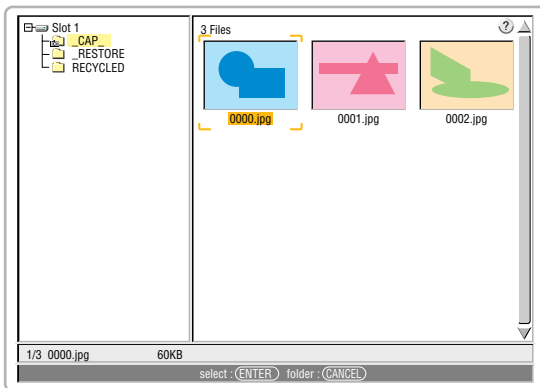 Slot 1
_CAP_
_RESTORE
RECYCLED
3 Files
?
0000.jpg 0001.jpg 0002.jpg
1/3 0000.jpg 60KB
select : ENTER folder : CANCEL